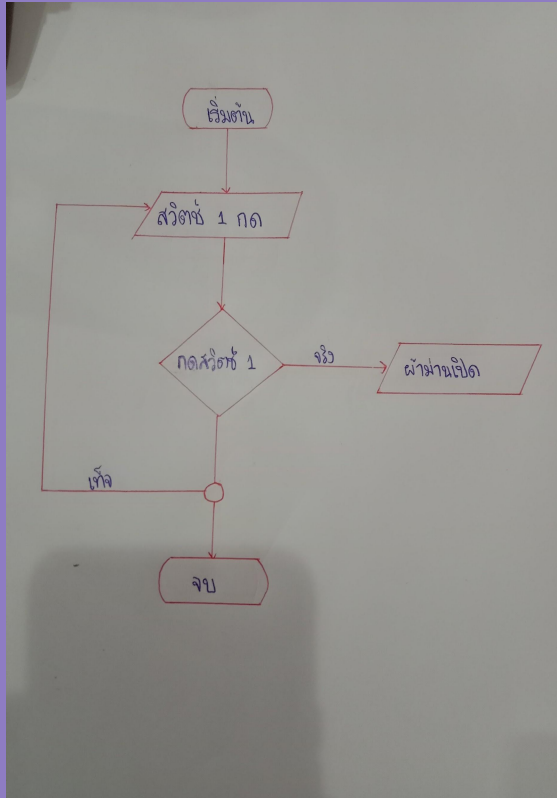 เริ่มต้น
สวิตช์ 1 กด
กดสวิตช์ 1
จริง
ผ้าม่านเปิด
เท็จ
จบ